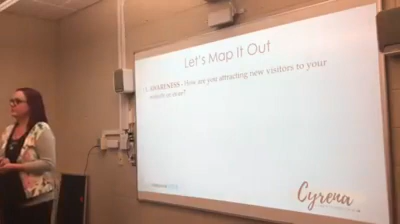 Let's Map It Out
1. AWARENESS - How are you attracting new visitors to your
website or store?
Cyrena